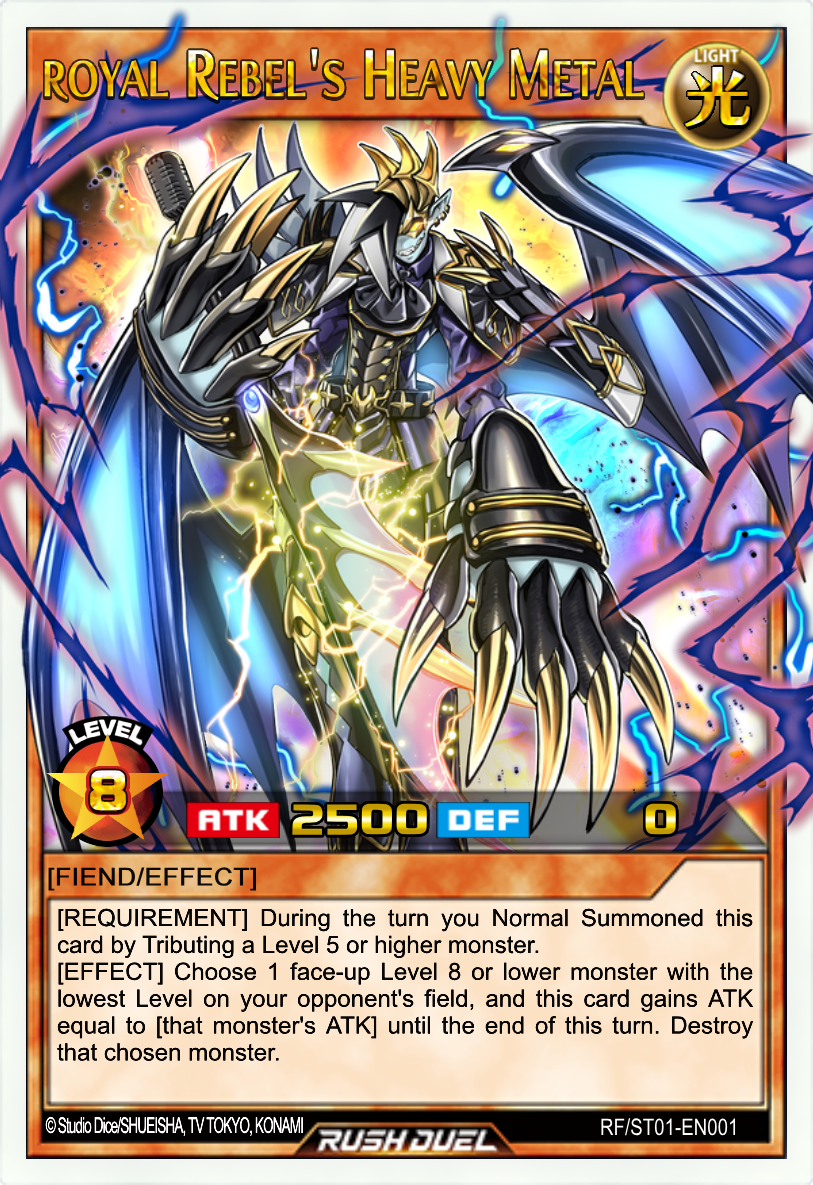 ROYAL REBEL'S HEAVY METAL
LIGHT
光
LEVEL
8
ATK 2500 DEF 0
[FIEND/EFFECT]
[REQUIREMENT] During the turn you Normal Summoned this
card by Tributing a Level 5 or higher monster.
[EFFECT] Choose 1 face-up Level 8 or lower monster with the
lowest Level on your opponent's field, and this card gains ATK
equal to [that monster's ATK] until the end of this turn. Destroy
that chosen monster.
© Studio Dice/SHUEISHA, TV TOKYO, KONAMI
RUSH DUEL
RF/ST01-EN001